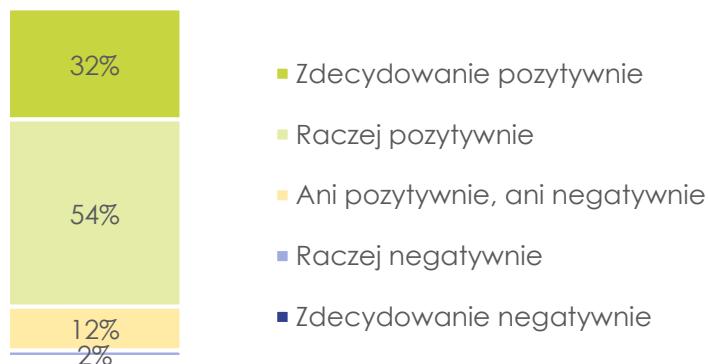 32%
54%
12%
2%
Zdecydowanie pozytywnie
Raczej pozytywnie
Ani pozytywnie, ani negatywnie
Raczej negatywnie
Zdecydowanie negatywnie